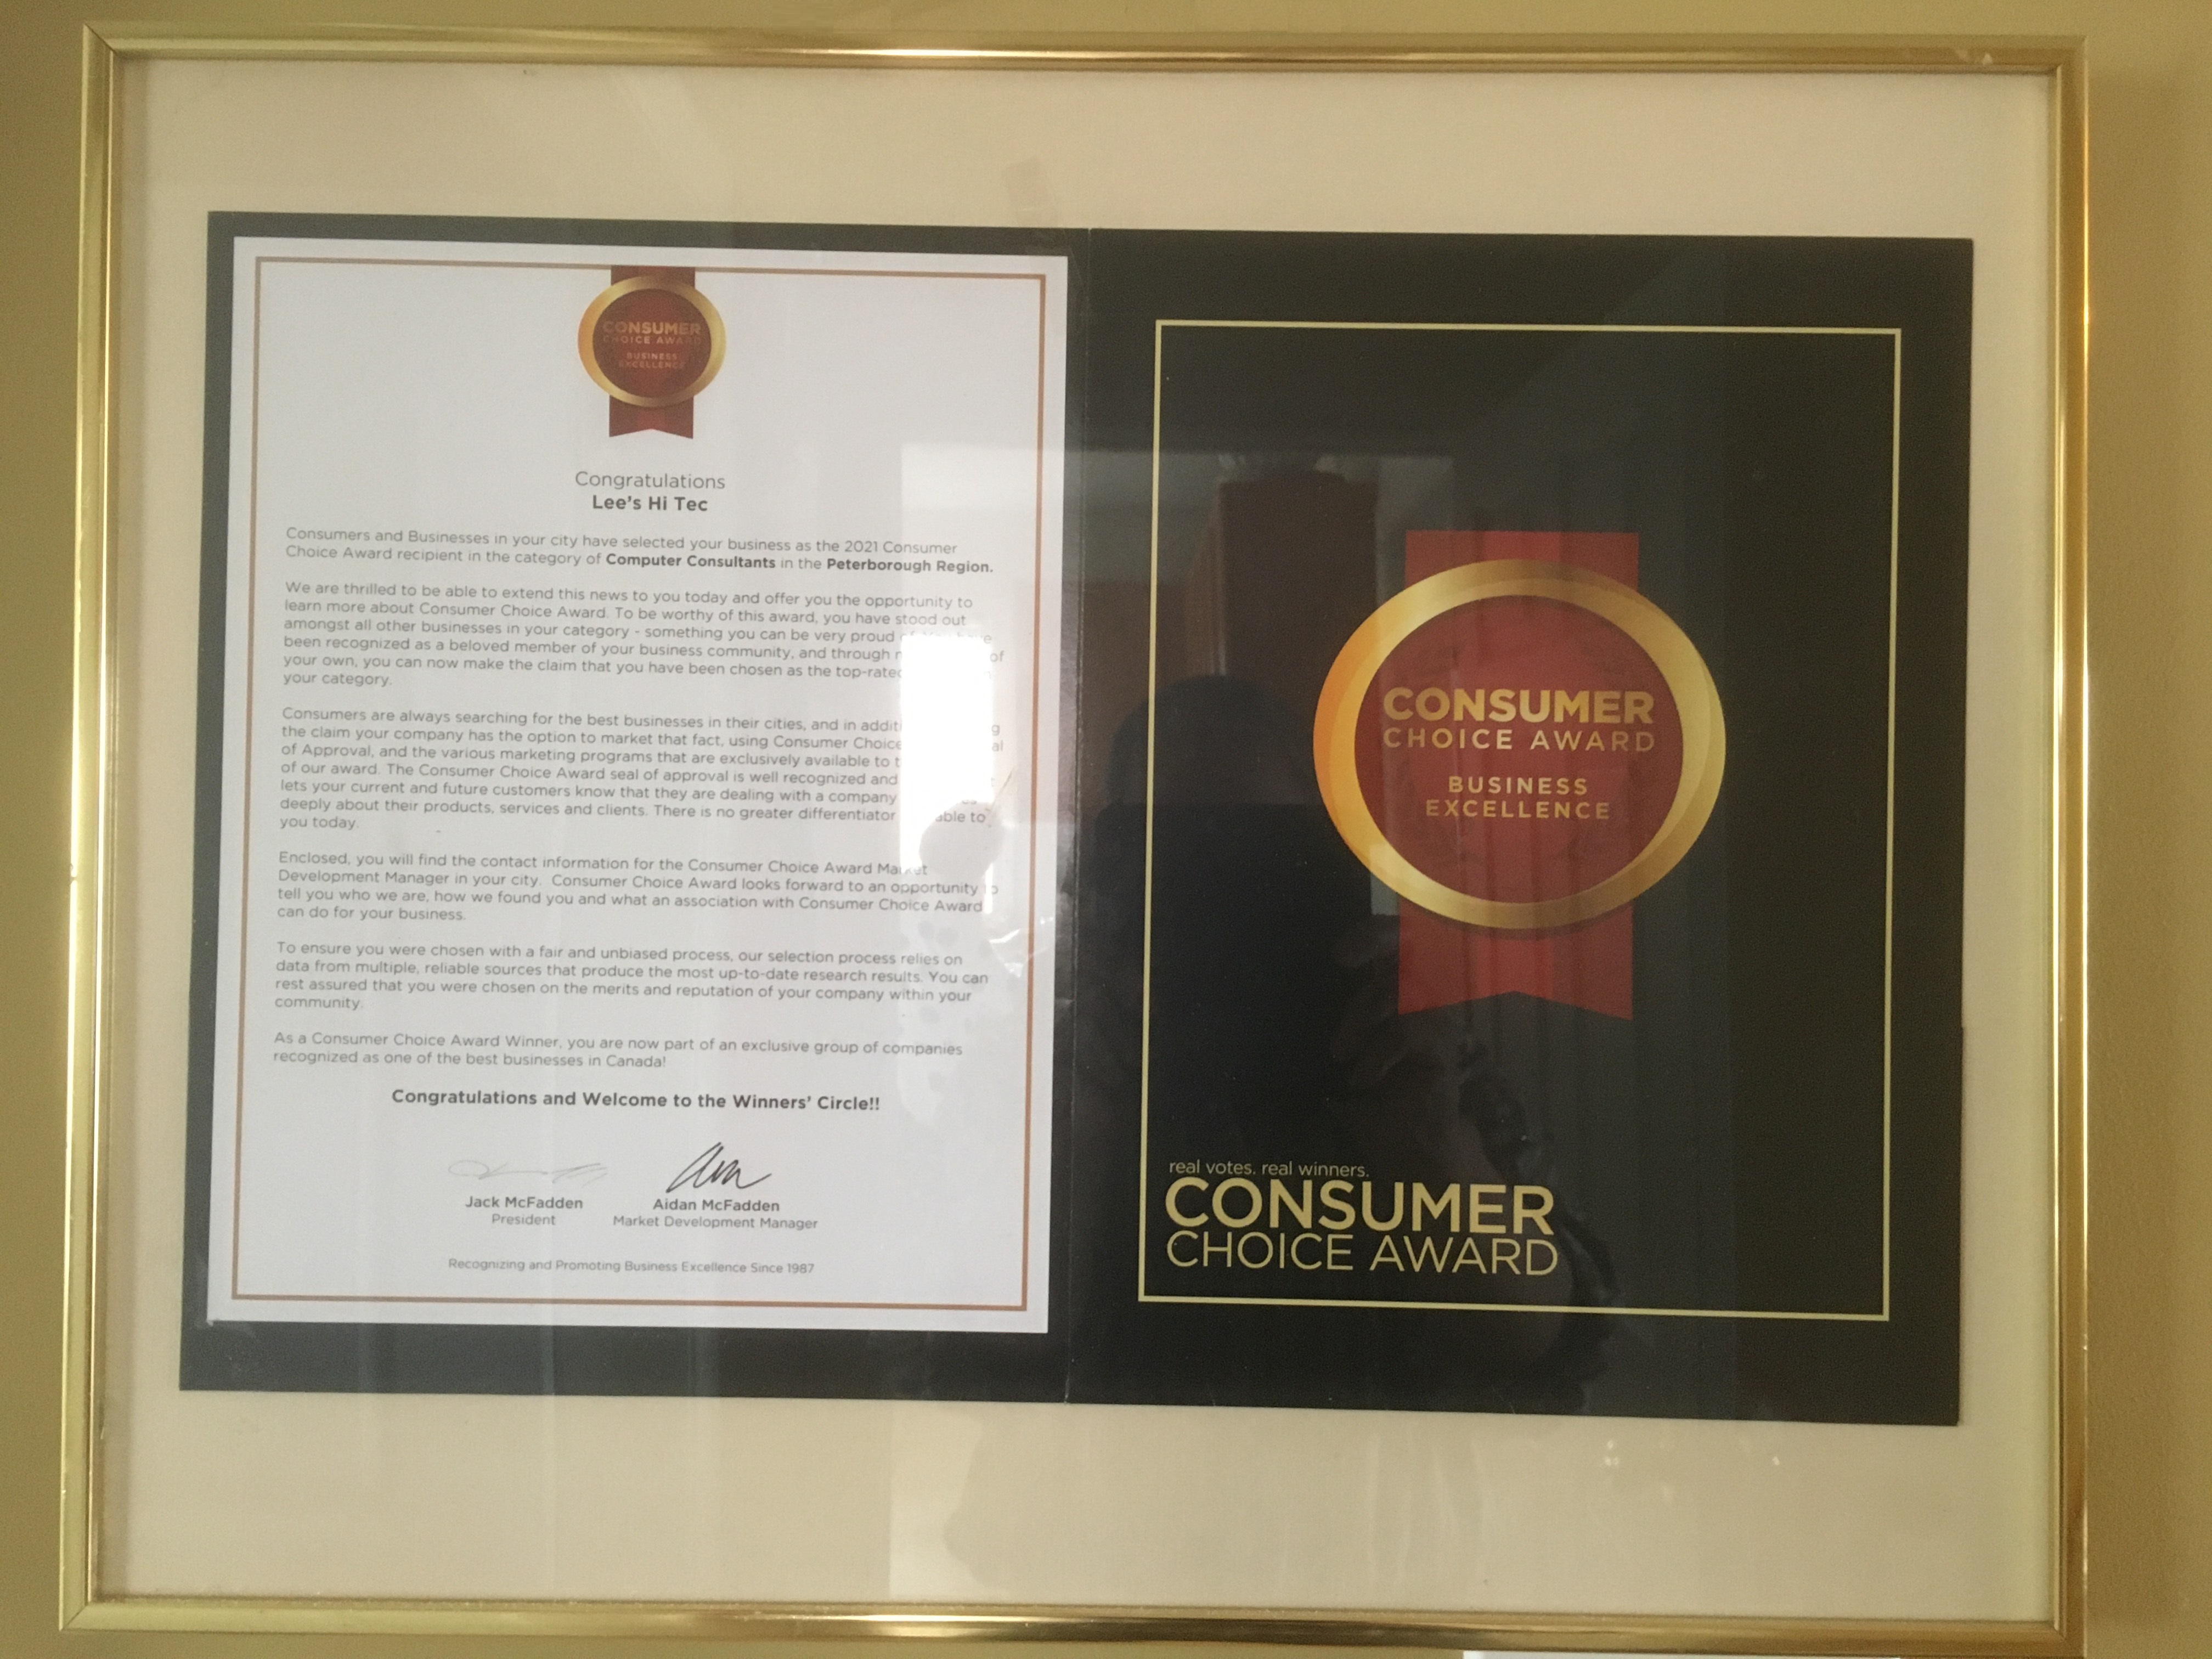 CONSUMER
CHOICE AWARD
BUSINESS
EXCELLENCE
Congratulations
Lee's Hi Tec
Consumers and Businesses in your city have selected your business as the 2021 Consumer
Choice Award recipient in the category of Computer Consultants in the Peterborough Region.
We are thrilled to be able to extend this news to you today and offer you the opportunity to
learn more about Consumer Choice Award. To be worthy of this award, you have stood out
amongst all other businesses in your category - something you can be very proud
been recognized as a beloved member of your business community, and through of
your own, you can now make the claim that you have been chosen as the top-rated
your category.
Consumers are always searching for the best businesses in their cities, and in
the claim your company has the option to market that fact, using Consumer Choice
of Approval, and the various marketing programs that are exclusively available to
of our award. The Consumer Choice Award seal of approval is well recognized and
lets your current and future customers know that they are dealing with a company
deeply about their products, services and clients. There is no greater differentiator to
you today.
Enclosed, you will find the contact information for the Consumer Choice Award Market
Development Manager in your city. Consumer Choice Award looks forward to an opportunity to
tell you who we are, how we found you and what an association with Consumer Choice Award
can do for your business.
To ensure you were chosen with a fair and unbiased process, our selection process relies on
data from multiple, reliable sources that produce the most up-to-date research results. You can
rest assured that you were chosen on the merits and reputation of your company within your
community.
As a Consumer Choice Award Winner, you are now part of an exclusive group of companies
recognized as one of the best businesses in Canada!
Congratulations and Welcome to the Winners' Circle!!
Jack McFadden Aidan McFadden
President Market Development Manager
Recognizing and Promoting Business Excellence Since 1987
CONSUMER
CHOICE AWARD
BUSINESS
EXCELLENCE
real votes. real winners.
CONSUMER
CHOICE AWARD